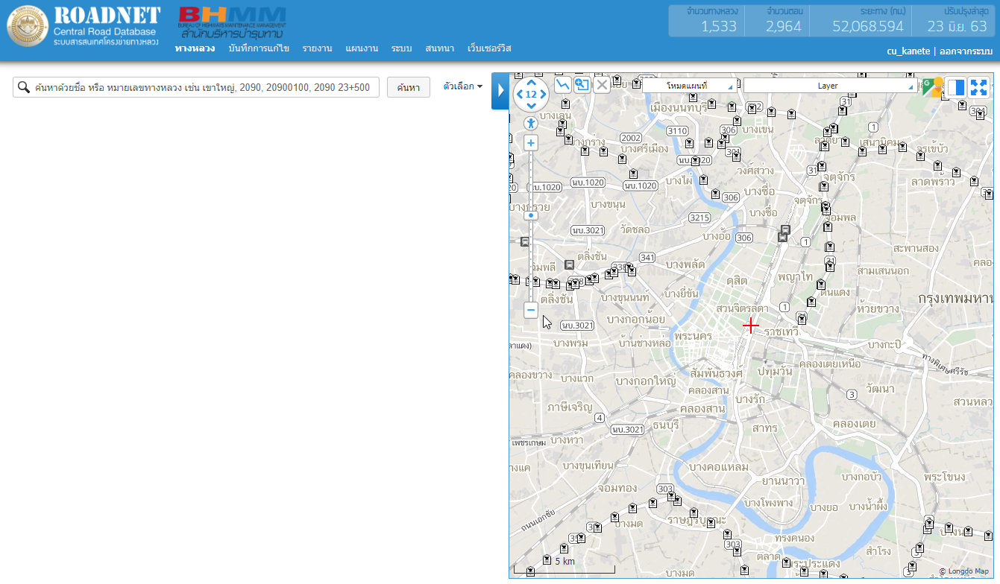 ROADNET
Central Road Database
ระบบสารสนเทศโครงข่ายทางหลวง
BHMM
BUREAU OF HIGHWAYS MAINTENANCE MANAGEMENT
สำนักบริหารบำรุงทาง
ทางหลวง บันทึกการแก้ไข รายงาน แผนงาน ระบบ สนทนา เว็บเซอร์วิส
จำนวนทางหลวง จำนวนตอน ระยะทาง (กม.) ปรับปรุงล่าสุด
1,533 2,964 52,068.594 23 มิ.ย. 63
cu_kanete | ออกจากระบบ
ค้นหาด้วยชื่อ หรือ หมายเลขทางหลวง เช่น เขาใหญ่, 2090, 20900100, 2090 23+500
ค้นหา
ตัวเลือก
12
โหมดแผนที่
Layer
บางเลน
เมืองนนทบุรี
บางเขน
บางกร่าง
2002
3110
306
1
เสนานิคม
บางศรีเมือง
วงศ์สว่าง
จตุจักร
ลาดพร้าว
นบ.1020
นบ.1020
นบ.1020
บางไผ่
บางซื่อ
306
จตุจักร
บางขนุน
บางซื่อ
จอมพล
3215
นบ.3021
วัดชลอ
บางอ้อ
306
1
สะพานสอง
ตลิ่งชัน
341
บางพลัด
สามเสนนอก
ดุสิต
พญาไท
338
ตลิ่งชัน
บางขุนนนท์
บางยี่ขัน
ดินแดง
กรุงเทพมหาน
สวนจิตรลดา
1
ห้วยขวาง
บางกอกน้อย
นบ.3021
ราชเทวี
บางพรม
บ้านช่างหล่อ
พระนคร
บางกะปิ
ทางพิเศษศรีรัช
คลองขวาง
บางแวก
บางกอกใหญ่
สัมพันธวงศ์
ปทุมวัน
คลองเตยเหนือ
คลองสาน
วัฒนา
3
ภาษีเจริญ
คลองสาน
บางรัก
สวนหลว
4
นบ.3021
ธนบุรี
สาทร
คลองเตย
เพชรเกษม
บางหว้า
บางขุนเทียน
บางคอแหลม
บางกอบัว
พระโขนง
ยานนาวา
จอมทอง
303
บางโพงพาง
บางยอ
บางน้ำผึ้ง
ถนนเอกชัย
บางมด
ราษฎร์บูรณะ
ทรงคนอง
303
ตลาด
สำโรง
บางมด
5 km
© Longdo Map